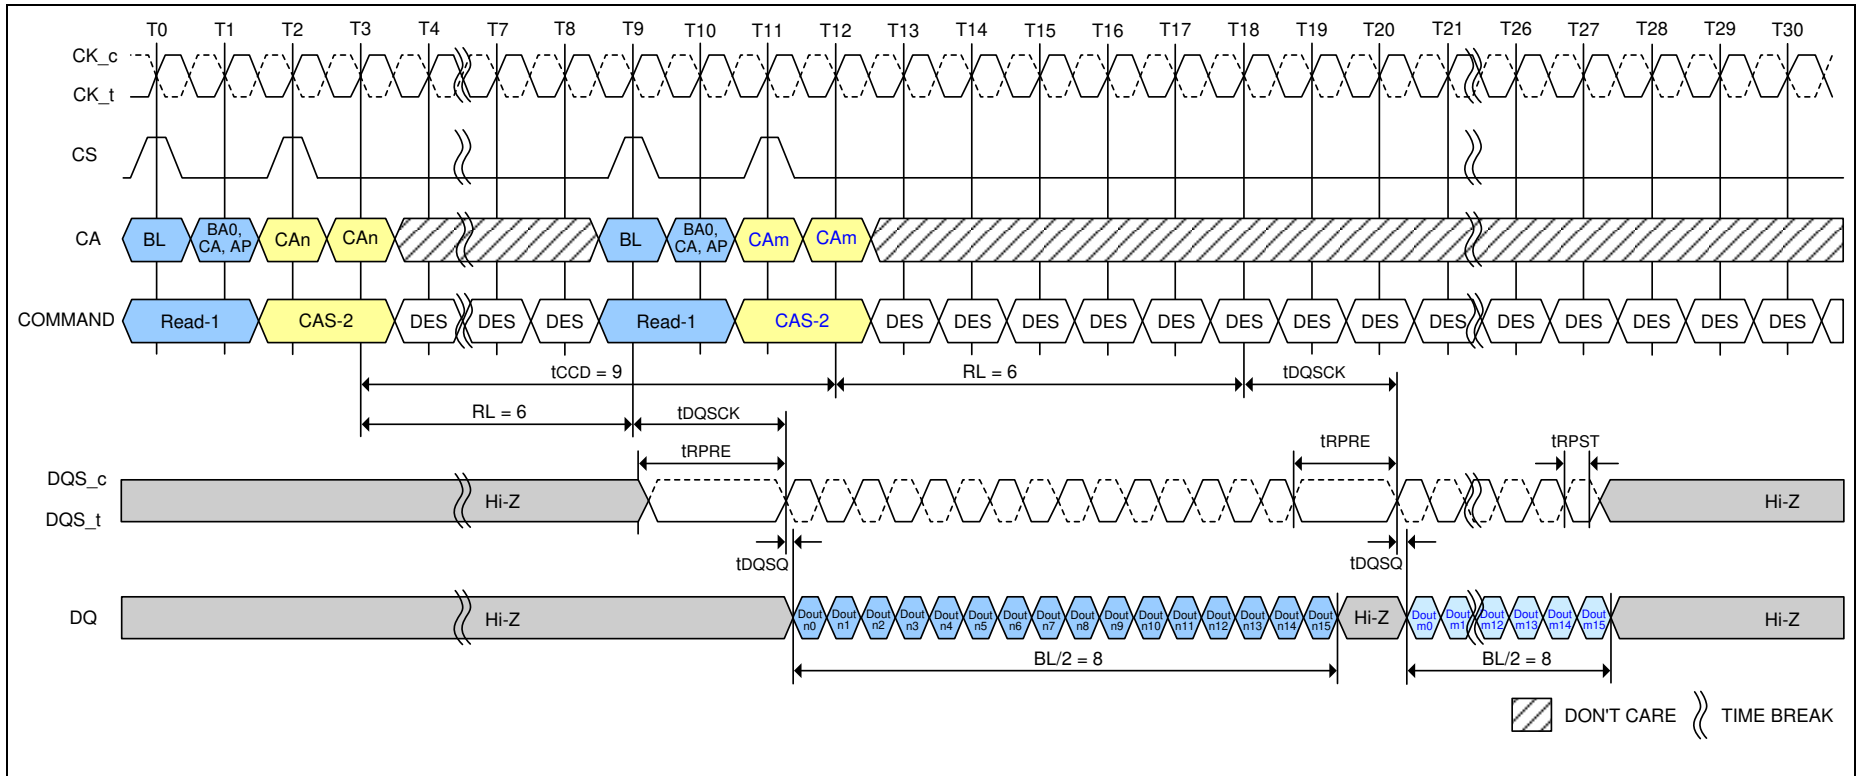 T0 T1 T2 T3 T4 T7 T8 T9 T10 T11 T12 T13 T14 T15 T16 T17 T18 T19 T20 T21 T26 T27 T28 T29 T30
CK_c
CK_t
CS
CA BL BA0, CA, AP CAn CAn BL BA0, CA, AP CAm CAm
COMMAND Read-1 CAS-2 DES DES DES Read-1 CAS-2 DES DES DES DES DES DES DES DES DES DES DES DES DES DES
tCCD = 9 RL = 6 tDQSCK
RL = 6 tDQSCK
tRPRE tRPRE tRPST
DQS_c
Hi-Z Hi-Z
DQS_t
tDQSQ tDQSQ
DQ Hi-Z Dout n0 Dout n1 Dout n2 Dout n3 Dout n4 Dout n5 Dout n6 Dout n7 Dout n8 Dout n9 Dout n10 Dout n11 Dout n12 Dout n13 Dout n14 Dout n15 Hi-Z Dout m0 Dout m1 Dout m12 Dout m13 Dout m14 Dout m15 Hi-Z
BL/2 = 8 BL/2 = 8
DON'T CARE TIME BREAK